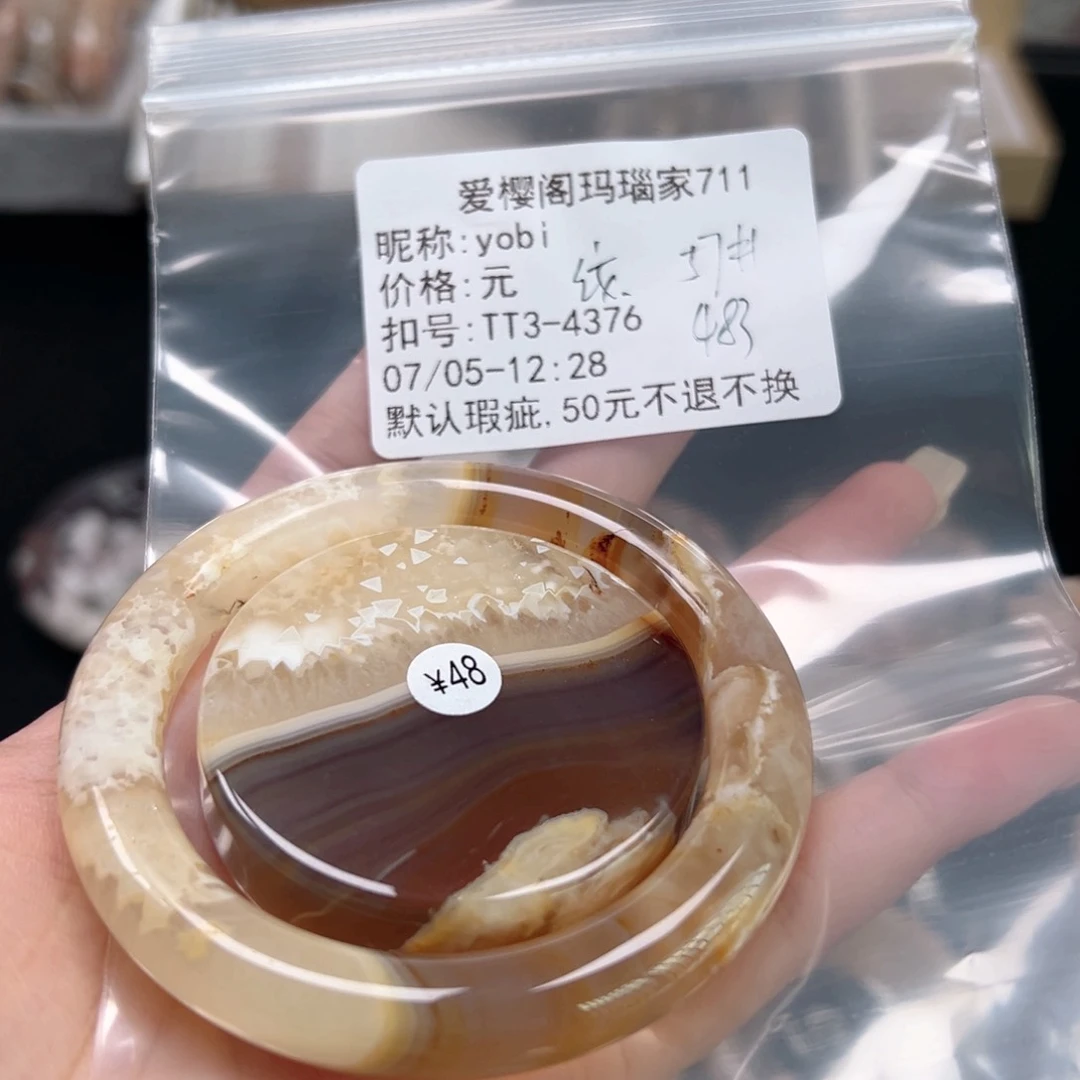 爱樱阁玛瑙家711
昵称:yobi
价格:元
扣号:TT3-4376
483
07/05-12:28
默认瑕疵,50元不退不换
¥48